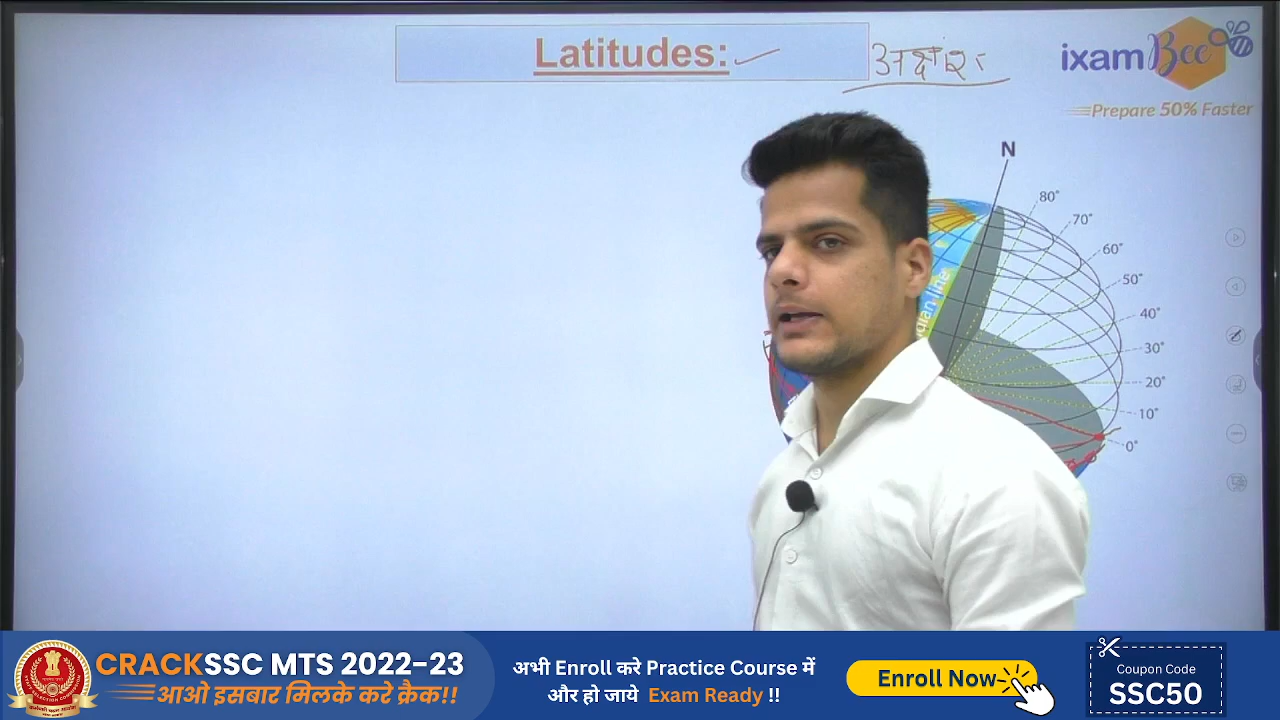 Latitudes:
अक्षांश
ixamBee
Prepare 50% Faster
N
80°
70°
60°
50°
40°
30°
20°
10°
0°
CRACKSSC MTS 2022-23
आओ इसबार मिलके करे क्रैक!!
अभी Enroll करे Practice Course में
और हो जाये Exam Ready !!
Enroll Now
Coupon Code
SSC50